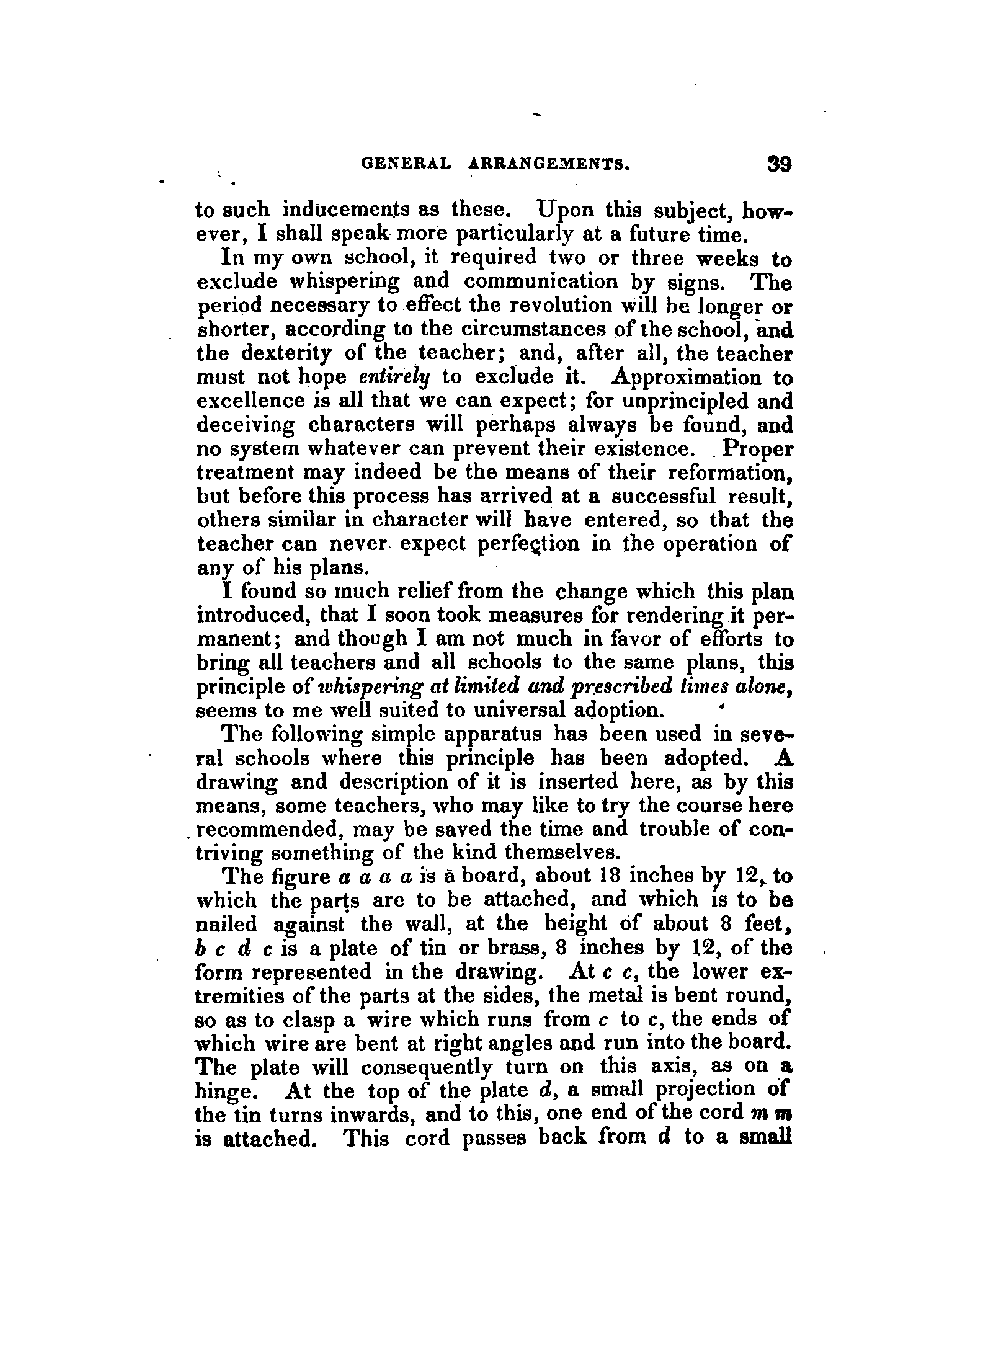 GENERAL ARRANGEMENTS. 39
to such inducements as these. Upon this subject, how-
ever, I shall speak more particularly at a future time.
In my own school, it required two or three weeks to
exclude whispering and communication by signs. The
period necessary to effect the revolution will be longer or
shorter, according to the circumstances of the school, and
the dexterity of the teacher; and, after all, the teacher
must not hope entirely to exclude it. Approximation to
excellence is all that we can expect; for unprincipled and
deceiving characters will perhaps always be found, and
no system whatever can prevent their existence. Proper
treatment may indeed be the means of their reformation,
but before this process has arrived at a successful result,
others similar in character will have entered, so that the
teacher can never expect perfection in the operation of
any of his plans.
I found so much relief from the change which this plan
introduced, that I soon took measures for rendering it per-
manent; and though I am not much in favor of efforts to
bring all teachers and all schools to the same plans, this
principle of whispering at limited and prescribed times alone,
seems to me well suited to universal adoption.
The following simple apparatus has been used in seve-
ral schools where this principle has been adopted. A
drawing and description of it is inserted here, as by this
means, some teachers, who may like to try the course here
recommended, may be saved the time and trouble of con-
triving something of the kind themselves.
The figure a a a a is a board, about 18 inches by 12, to
which the parts are to be attached, and which is to be
nailed against the wall, at the height of about 8 feet,
b c d c is a plate of tin or brass, 8 inches by 12, of the
form represented in the drawing. At c c, the lower ex-
tremities of the parts at the sides, the metal is bent round,
so as to clasp a wire which runs from c to c, the ends of
which wire are bent at right angles and run into the board.
The plate will consequently turn on this axis, as on a
hinge. At the top of the plate d, a small projection of
the tin turns inwards, and to this, one end of the cord m m
is attached. This cord passes back from d to a small